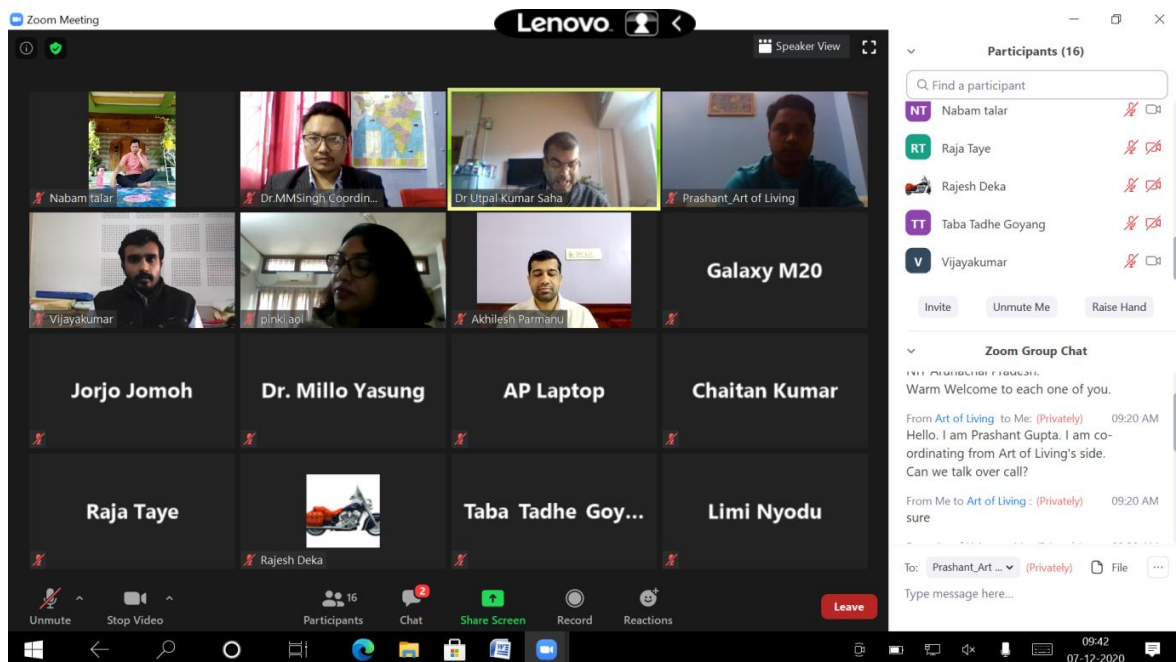 Zoom Meeting
Lenovo
Speaker View
Nabam talar
Dr.MMSingh Coordin...
Dr Utpal Kumar Saha
Prashant_Art of Living
Vijayakumar
pinki.aol
Akhilesh Parmanu
Galaxy M20
Jorjo Jomoh
Dr. Millo Yasung
AP Laptop
Chaitan Kumar
Raja Taye
Rajesh Deka
Taba Tadhe Goy...
Limi Nyodu
Unmute
Stop Video
16
Participants
2
Chat
Share Screen
Record
Reactions
Leave
Participants (16)
Find a participant
NT Nabam talar
RT Raja Taye
Rajesh Deka
TT Taba Tadhe Goyang
V Vijayakumar
Invite Unmute Me Raise Hand
Zoom Group Chat
NIT Arunachal Pradesh.
Warm Welcome to each one of you.
From Art of Living to Me: (Privately) 09:20 AM
Hello. I am Prashant Gupta. I am co-
ordinating from Art of Living's side.
Can we talk over call?
From Me to Art of Living : (Privately) 09:20 AM
sure
To: Prashant_Art ... (Privately) File ...
Type message here...
09:42
07-12-2020